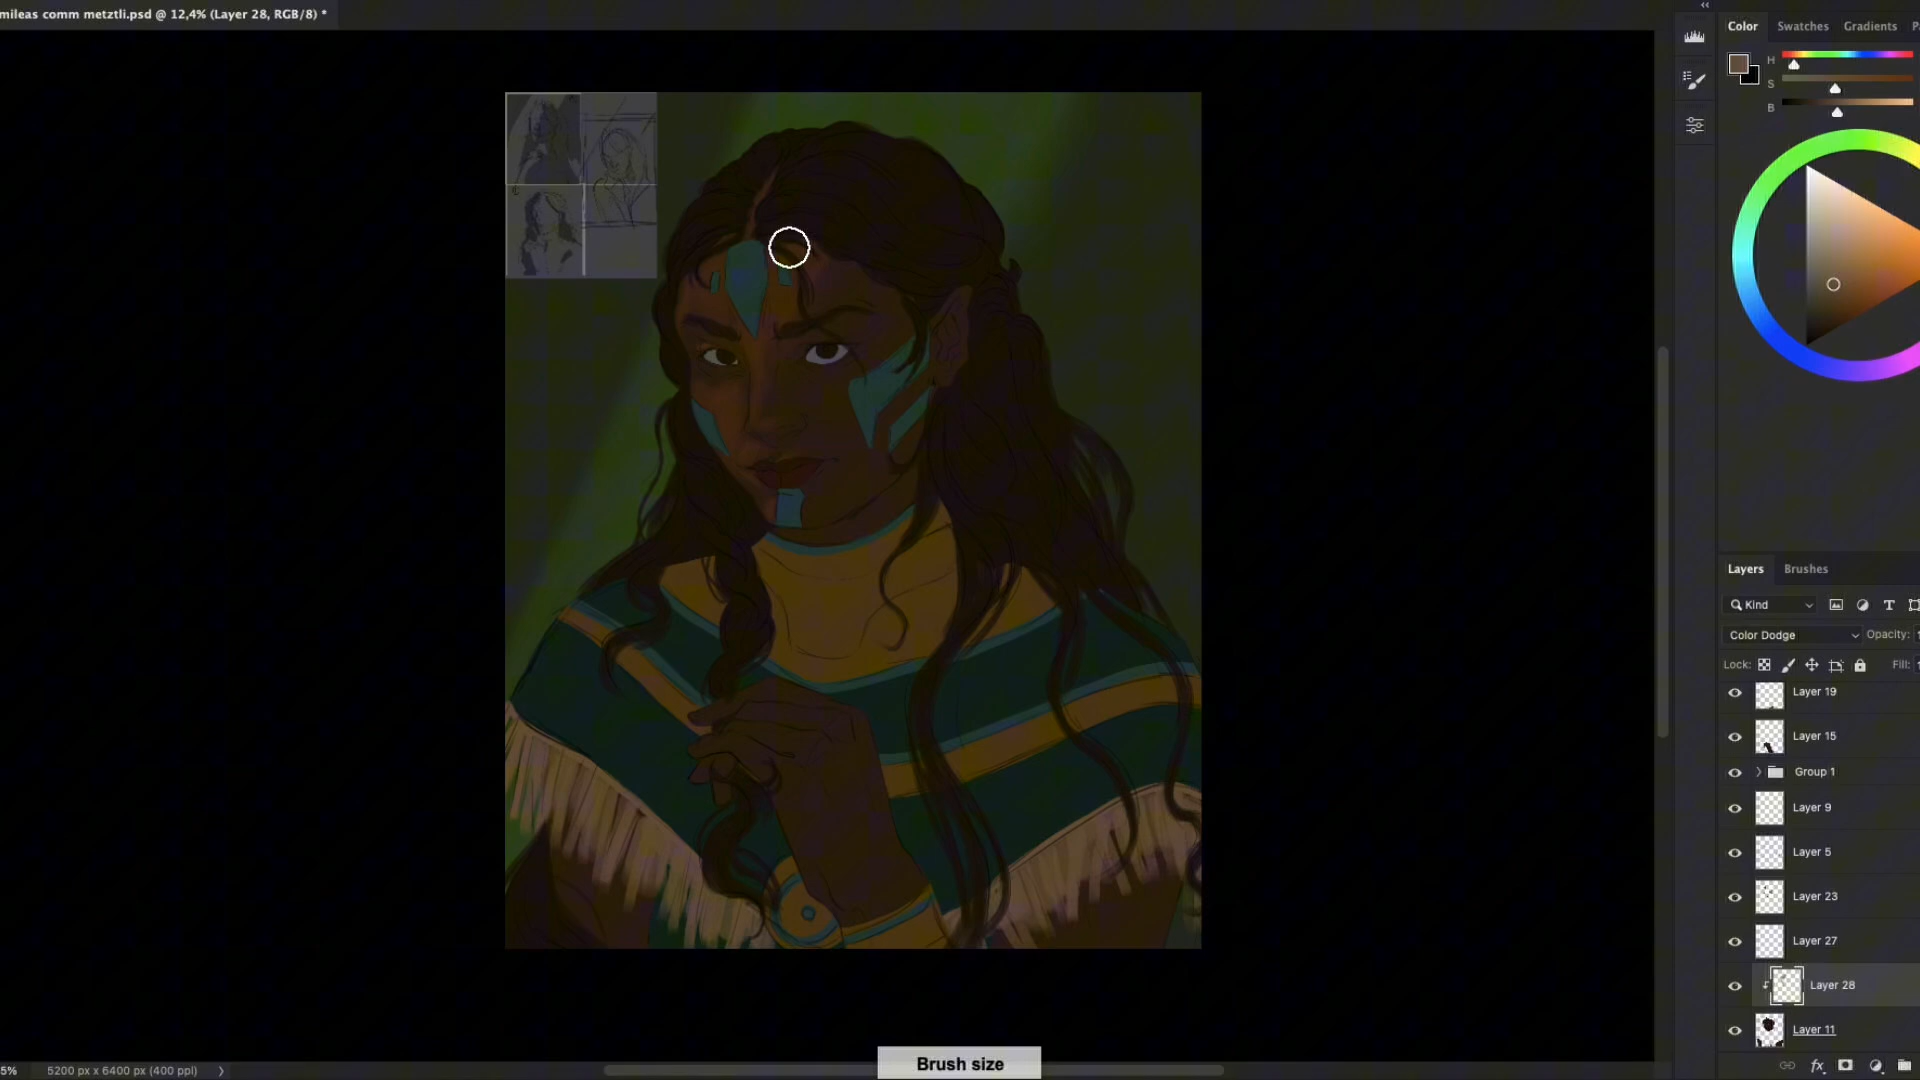 mileas comm metztli.psd @ 12,4% (Layer 28, RGB/8) *
Color
Swatches
Gradients
H
S
B
Layers
Brushes
Kind
Color Dodge
Opacity:
Lock:
Fill:
Layer 19
Layer 15
Group 1
Layer 9
Layer 5
Layer 23
Layer 27
Layer 28
Layer 11
fx
5%
5200 px x 6400 px (400 ppi)
Brush size